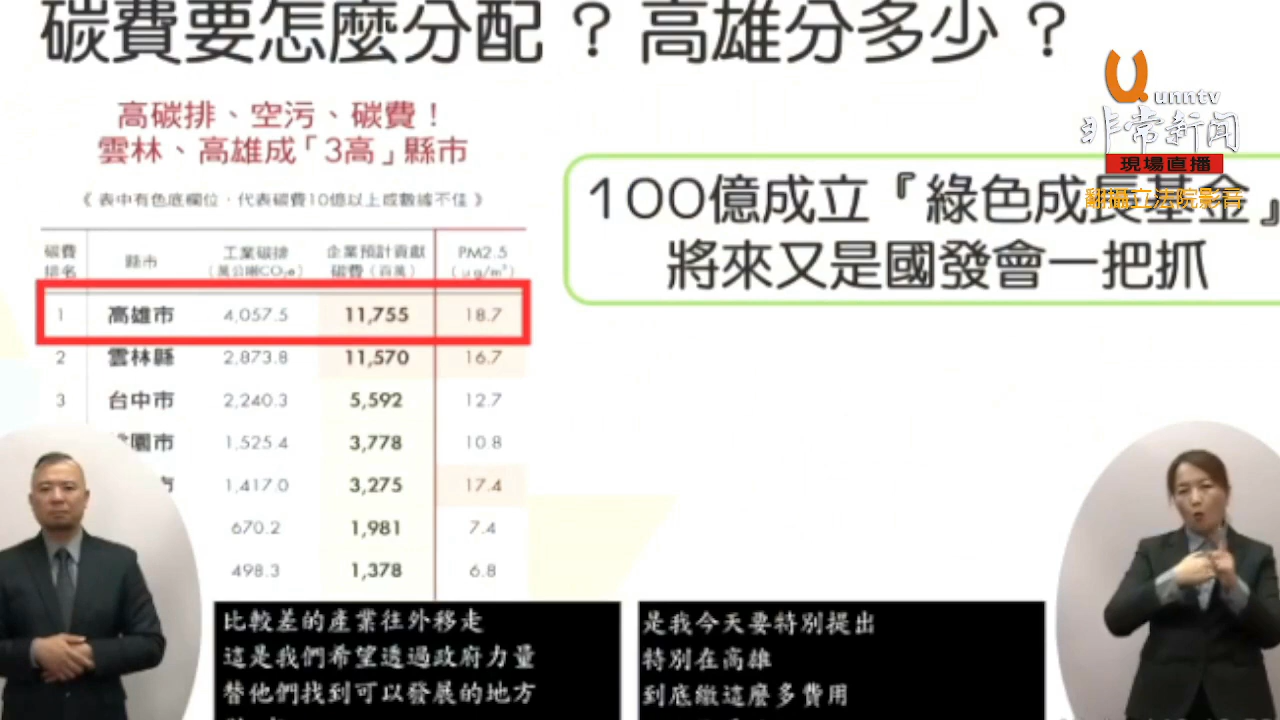 碳費要怎麼分配？高雄分多少？
unntv
非常新闻
現場直播
翻攝立法院影音
高碳排、空污、碳費！
雲林、高雄成「3高」縣市
《 表中有色底欄位，代表碳費10億以上或數據不佳 》
100億成立『綠色成長基金』
將來又是國發會一把抓
碳費排名 縣市 工業碳排（萬公噸CO₂e） 企業預計貢獻碳費（百萬） PM2.5（μg/m³）
1 高雄市 4,057.5 11,755 18.7
2 雲林縣 2,873.8 11,570 16.7
3 台中市 2,240.3 5,592 12.7
園市 1,525.4 3,778 10.8
市 1,417.0 3,275 17.4
670.2 1,981 7.4
498.3 1,378 6.8
比較差的產業往外移走
這是我們希望透過政府力量
替他們找到可以發展的地方
是我今天要特別提出
特別在高雄
到底繳這麼多費用